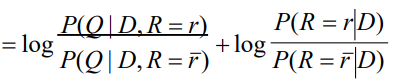 = log P(Q | D, R = r) / P(Q | D, R = r̄) + log P(R = r|D) / P(R = r̄|D)